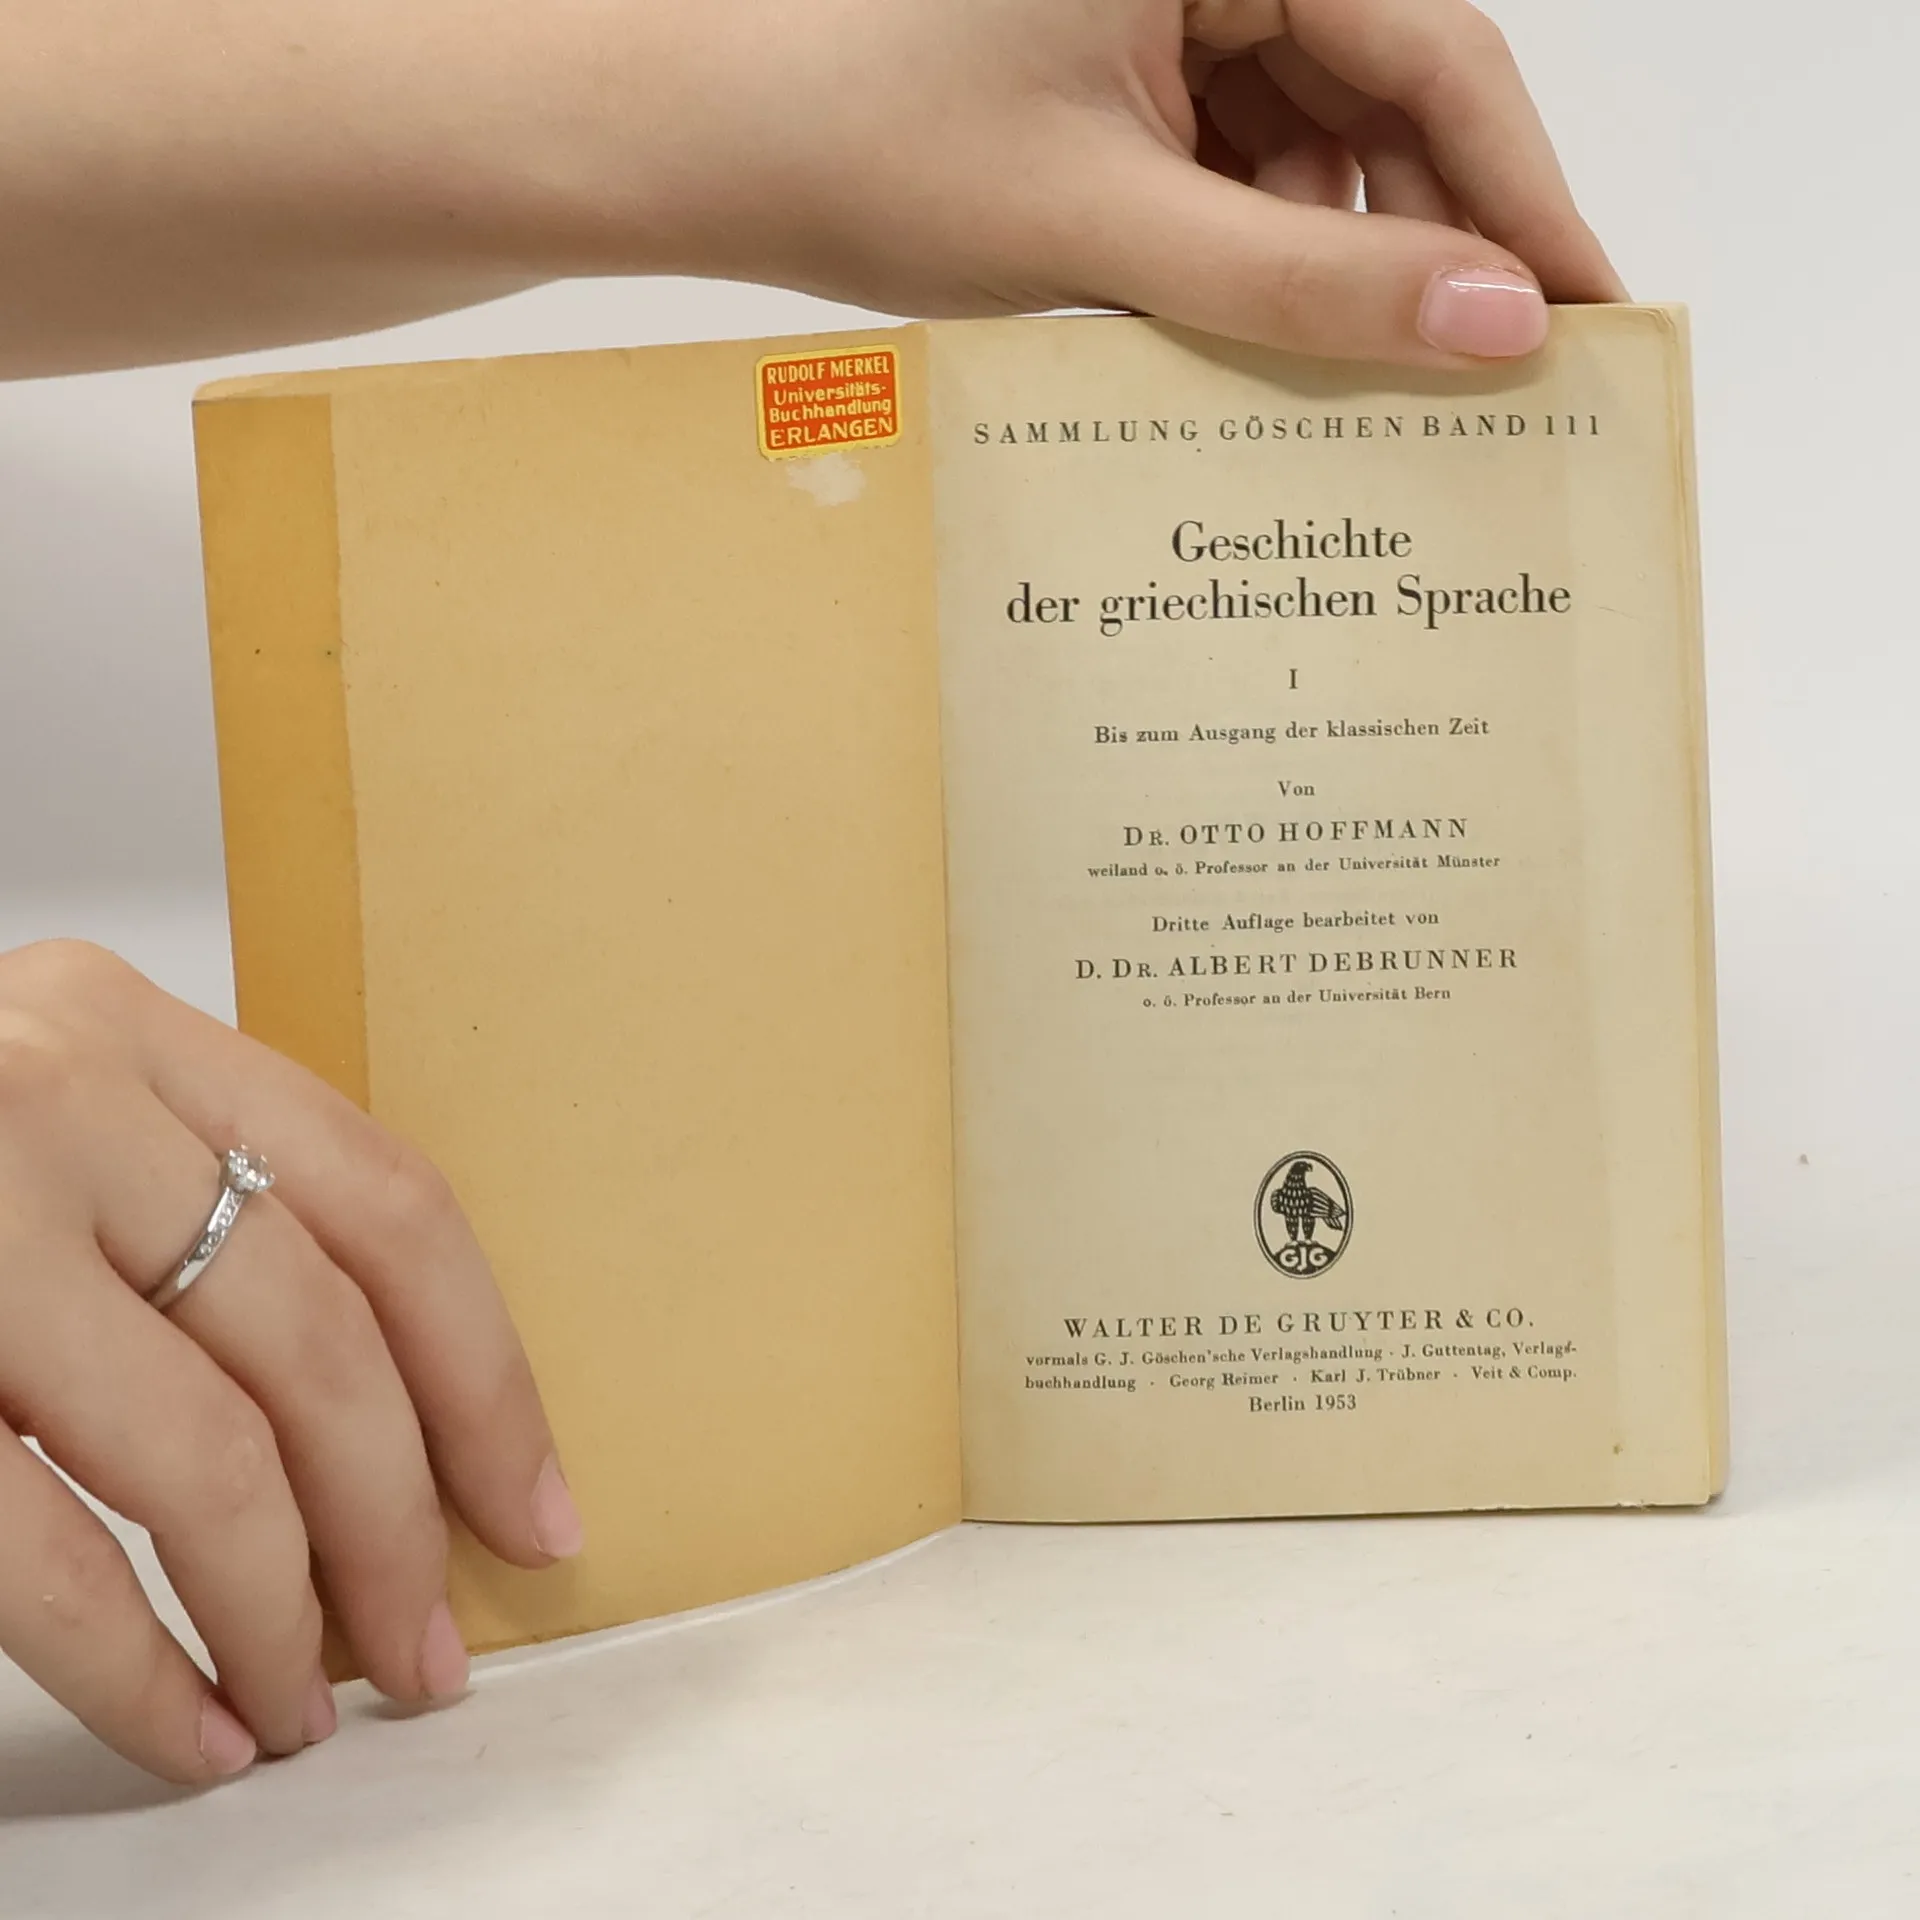 RUDOLF MERKEL
Universitäts-
Buchhandlung
ERLANGEN
SAMMLUNG GÖSCHEN BAND 111
Geschichte
der griechischen Sprache
I
Bis zum Ausgang der klassischen Zeit
Von
DR. OTTO HOFFMANN
weiland o. ö. Professor an der Universität Münster
Dritte Auflage bearbeitet von
D. DR. ALBERT DEBRUNNER
o. ö. Professor an der Universität Bern
GJG
WALTER DE GRUYTER & CO.
vormals G. J. Göschen'sche Verlagshandlung · J. Guttentag, Verlags-
buchhandlung · Georg Reimer · Karl J. Trübner · Veit & Comp.
Berlin 1953